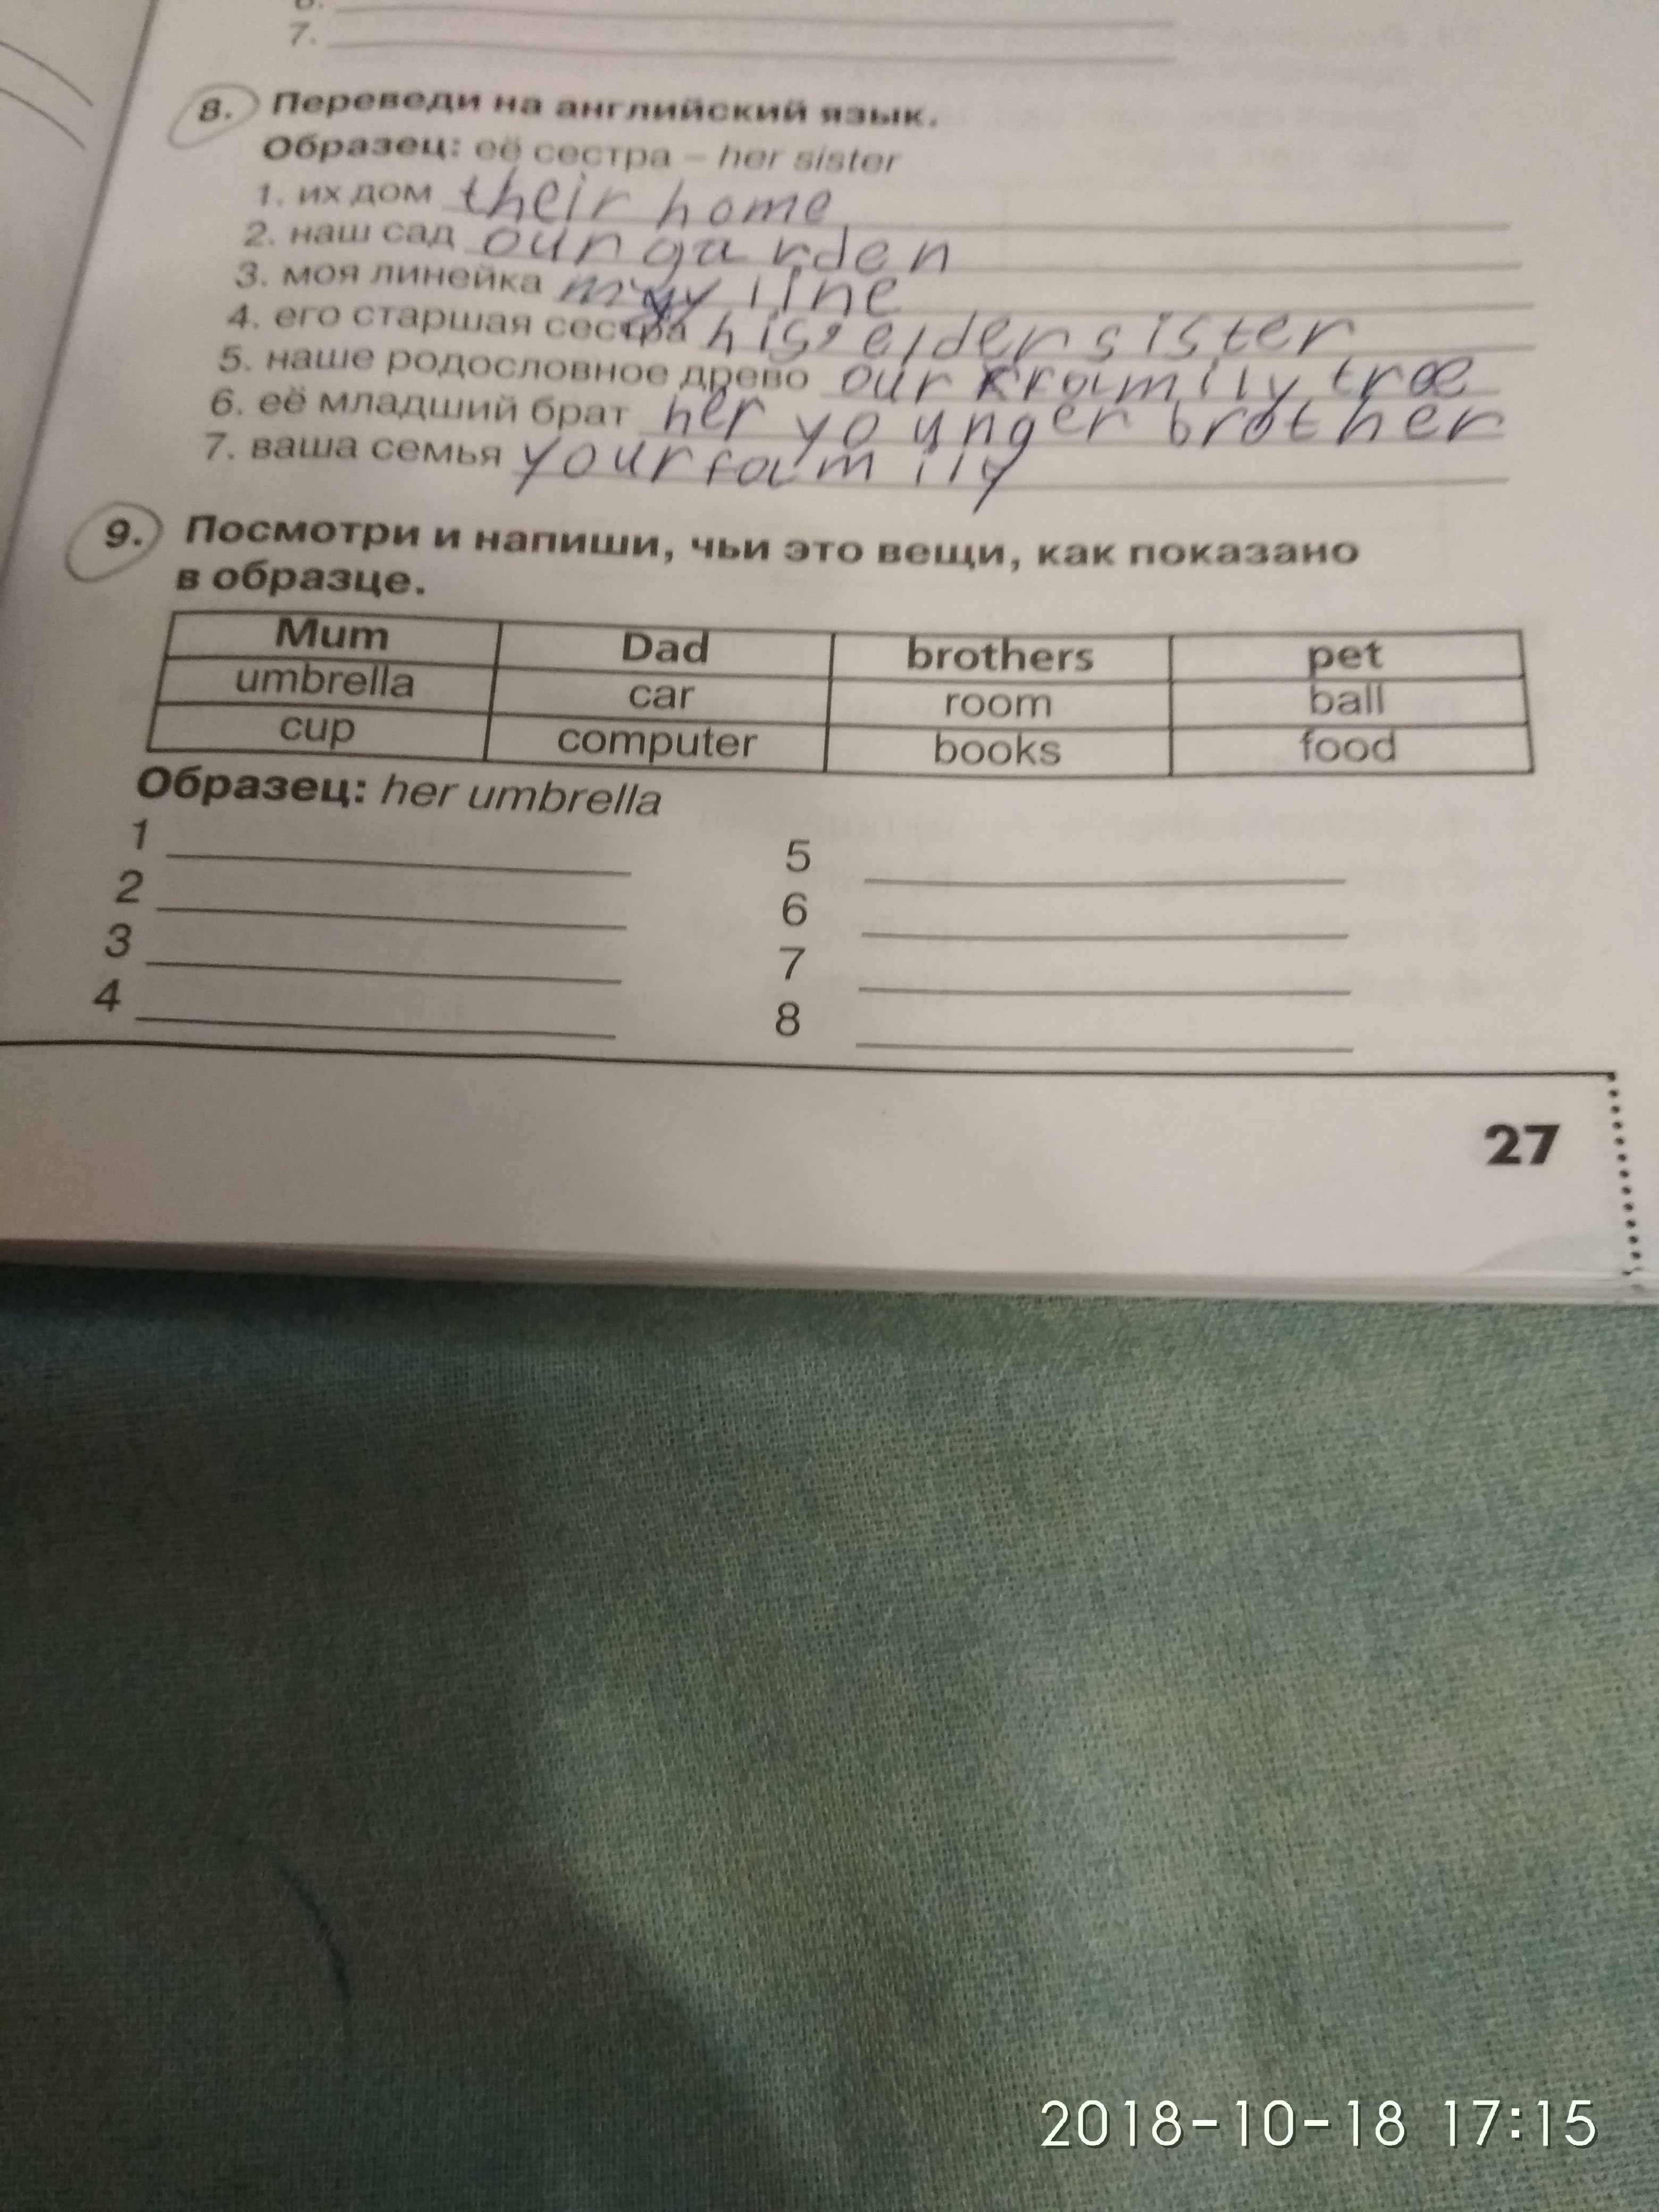 6.
7.
8. Переведи на английский язык.
Образец: её сестра – her sister
1. их дом their home
2. наш сад our garden
3. моя линейка my line
4. его старшая сестра his elder sister
5. наше родословное древо our family tree
6. её младший брат her younger brother
7. ваша семья your family
9. Посмотри и напиши, чьи это вещи, как показано
в образце.
Mum Dad brothers pet
umbrella car room ball
cup computer books food
Образец: her umbrella
1 5
2 6
3 7
4 8
27
2018-10-18 17:15